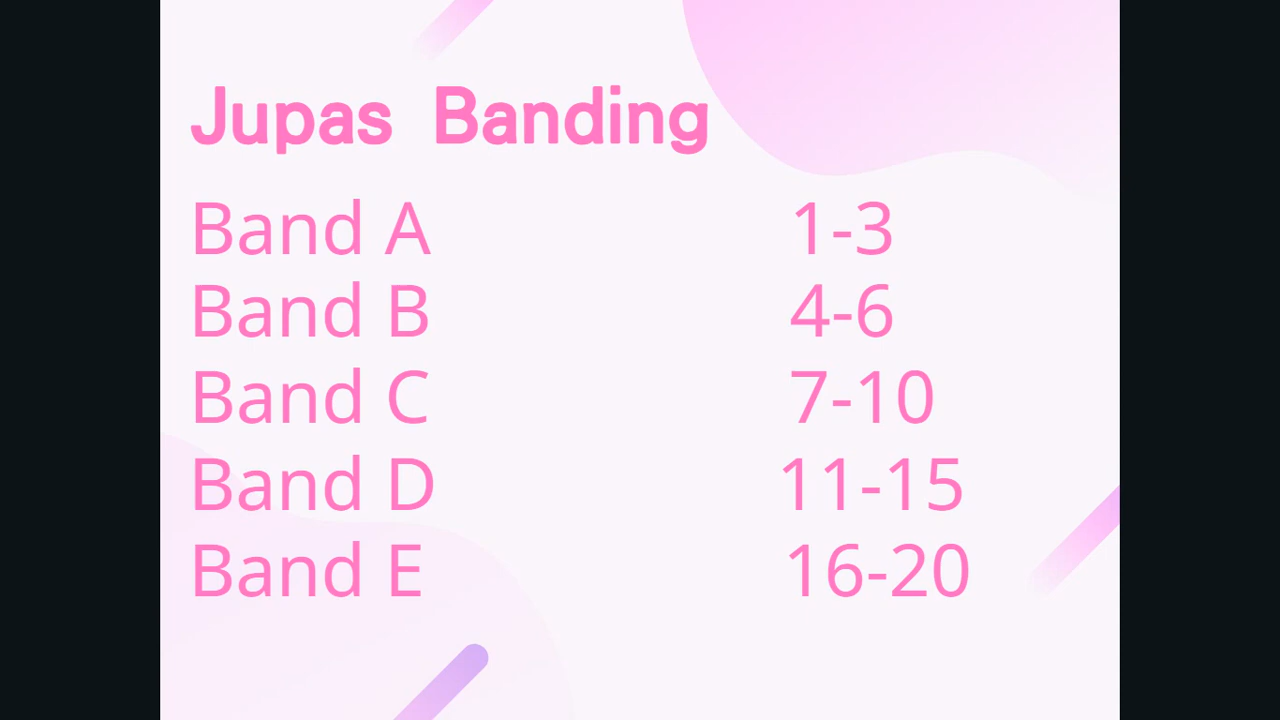 Jupas Banding
Band A 1-3
Band B 4-6
Band C 7-10
Band D 11-15
Band E 16-20